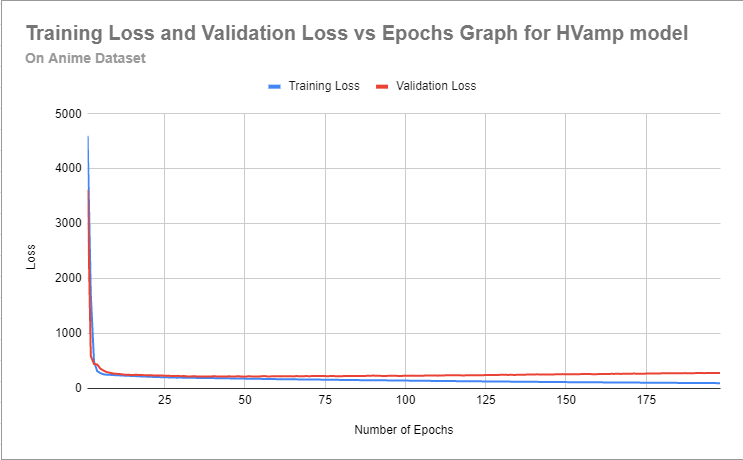 Training Loss and Validation Loss vs Epochs Graph for HVamp model
On Anime Dataset
Training Loss Validation Loss
5000
4000
3000
2000
1000
0
Loss
25 50 75 100 125 150 175
Number of Epochs